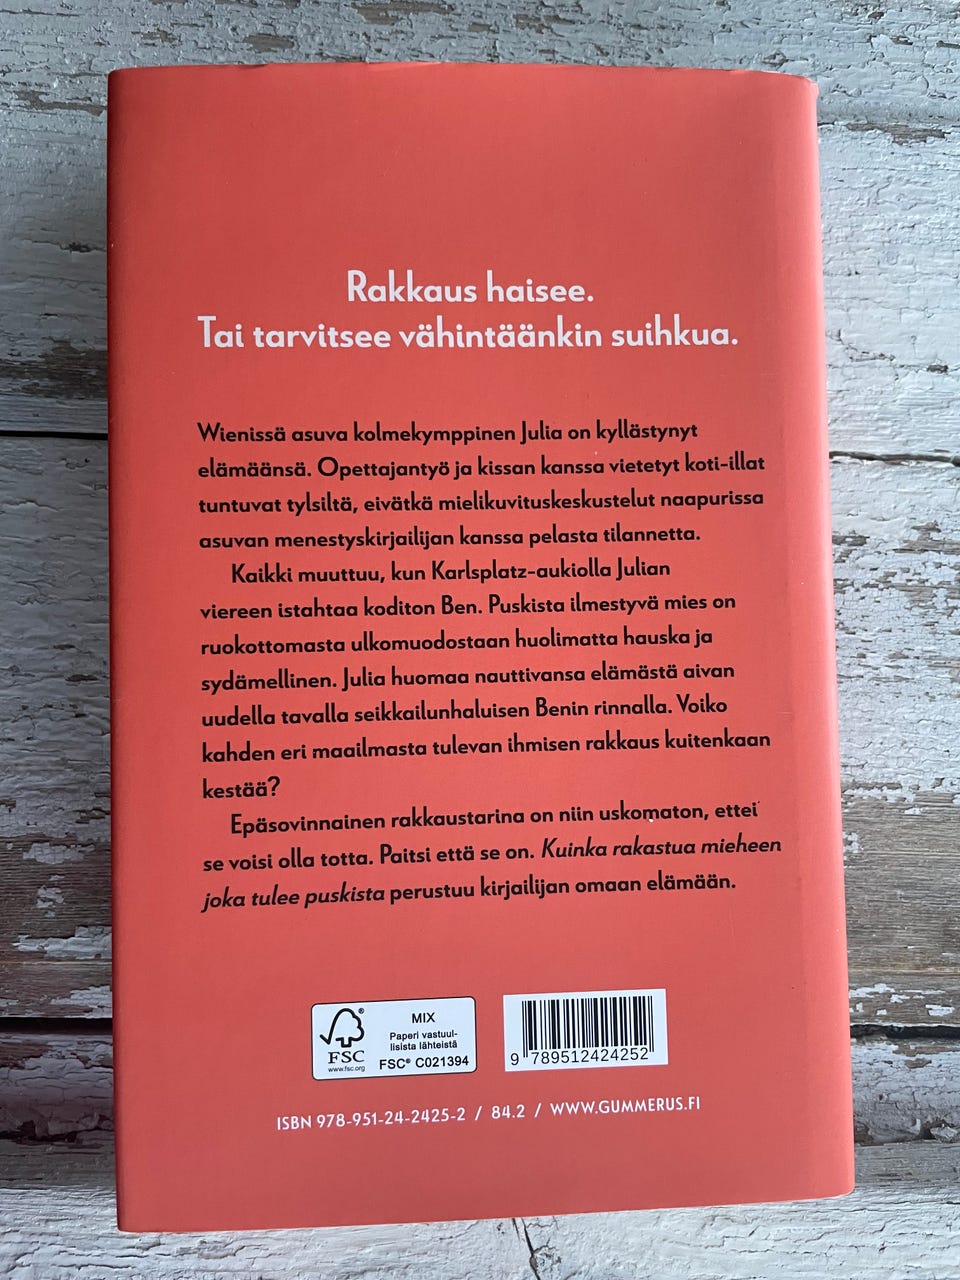 Rakkaus haisee.
Tai tarvitsee vähintäänkin suihkua.
Wienissä asuva kolmekymppinen Julia on kyllästynyt
elämäänsä. Opettajantyö ja kissan kanssa vietetyt koti-illat
tuntuvat tylsiltä, eivätkä mielikuvituskeskustelut naapurissa
asuvan menestyskirjailijan kanssa pelasta tilannetta.
Kaikki muuttuu, kun Karlsplatz-aukiolla Julian
viereen istahtaa koditon Ben. Puskista ilmestyvä mies on
ruokottomasta ulkomuodostaan huolimatta hauska ja
sydämellinen. Julia huomaa nauttivansa elämästä aivan
uudella tavalla seikkailunhaluisen Benin rinnalla. Voiko
kahden eri maailmasta tulevan ihmisen rakkaus kuitenkaan
kestää?
Epäsovinnainen rakkaustarina on niin uskomaton, ettei
se voisi olla totta. Paitsi että se on. Kuinka rakastua mieheen
joka tulee puskista perustuu kirjailijan omaan elämään.
FSC
www.fsc.org
MIX
Paperi vastuul-
lisista lähteistä
FSC® C021394
9 789512 424252
ISBN 978-951-24-2425-2 / 84.2 / WWW.GUMMERUS.FI